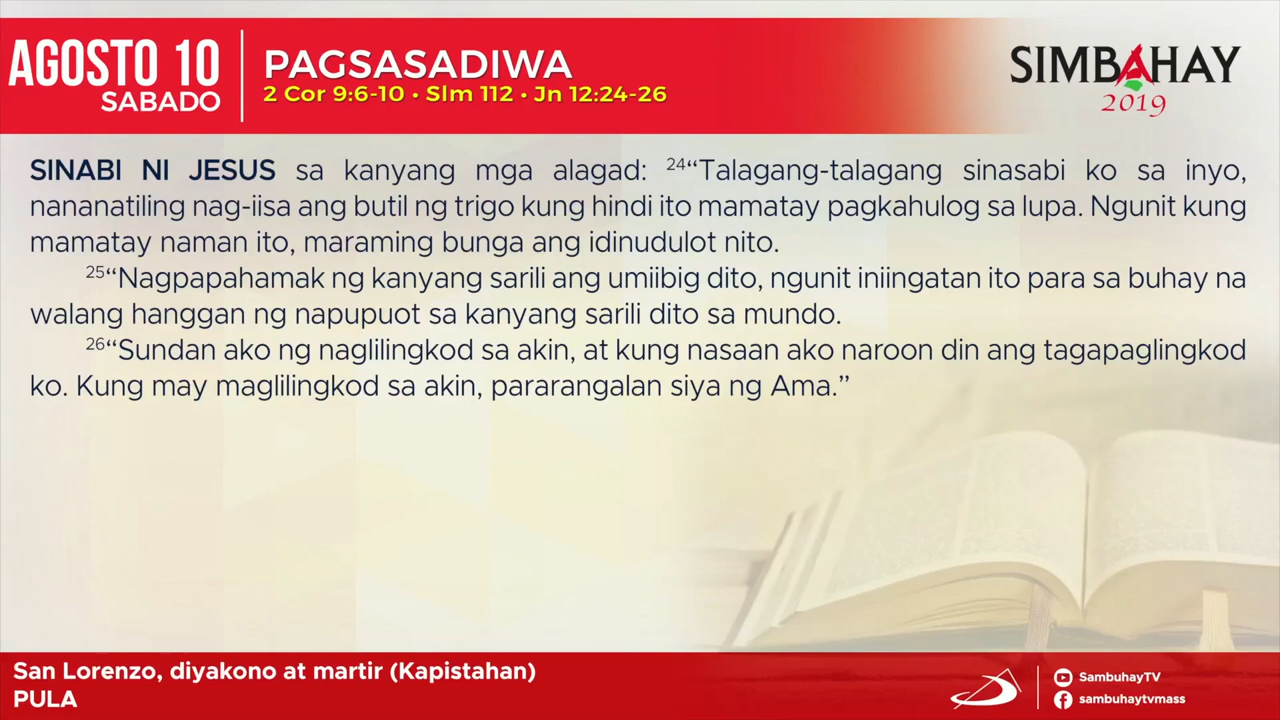 AGOSTO 10
SABADO
PAGSASADIWA
2 Cor 9:6-10 • Slm 112 • Jn 12:24-26
SIMBAHAY
2019
SINABI NI JESUS sa kanyang mga alagad: 24“Talagang-talagang sinasabi ko sa inyo,
nananatiling nag-iisa ang butil ng trigo kung hindi ito mamatay pagkahulog sa lupa. Ngunit kung
mamatay naman ito, maraming bunga ang idinudulot nito.
25“Nagpapahamak ng kanyang sarili ang umiibig dito, ngunit iniingatan ito para sa buhay na
walang hanggan ng napupuot sa kanyang sarili dito sa mundo.
26“Sundan ako ng naglilingkod sa akin, at kung nasaan ako naroon din ang tagapaglingkod
ko. Kung may maglilingkod sa akin, pararangalan siya ng Ama.”
San Lorenzo, diyakono at martir (Kapistahan)
PULA
SambuhayTV
sambuhaytvmass